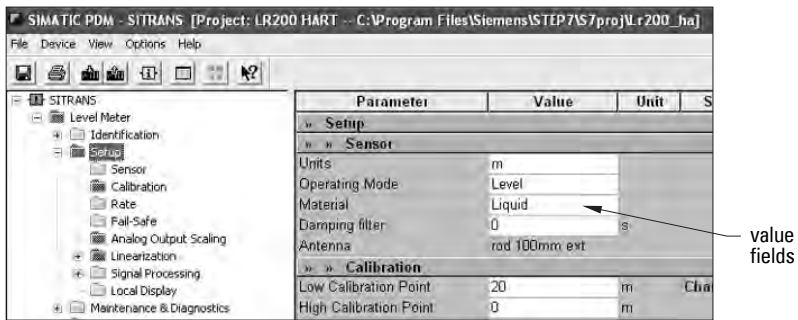 SIMATIC PDM - SITRANS [Project: LR200 HART -- C:\Program Files\Siemens\STEP7\S7proj\Lr200_ha]
File Device View Options Help
SITRANS
Level Meter
Identification
Setup
Sensor
Calibration
Rate
Fail-Safe
Analog Output Scaling
Linearization
Signal Processing
Local Display
Maintenance & Diagnostics
Parameter Value Unit S
» Setup
» » Sensor
Units m
Operating Mode Level
Material Liquid
Damping filter 0 s
Antenna rod 100mm ext
» » Calibration
Low Calibration Point 20 m Cha
High Calibration Point 0 m
value
fields